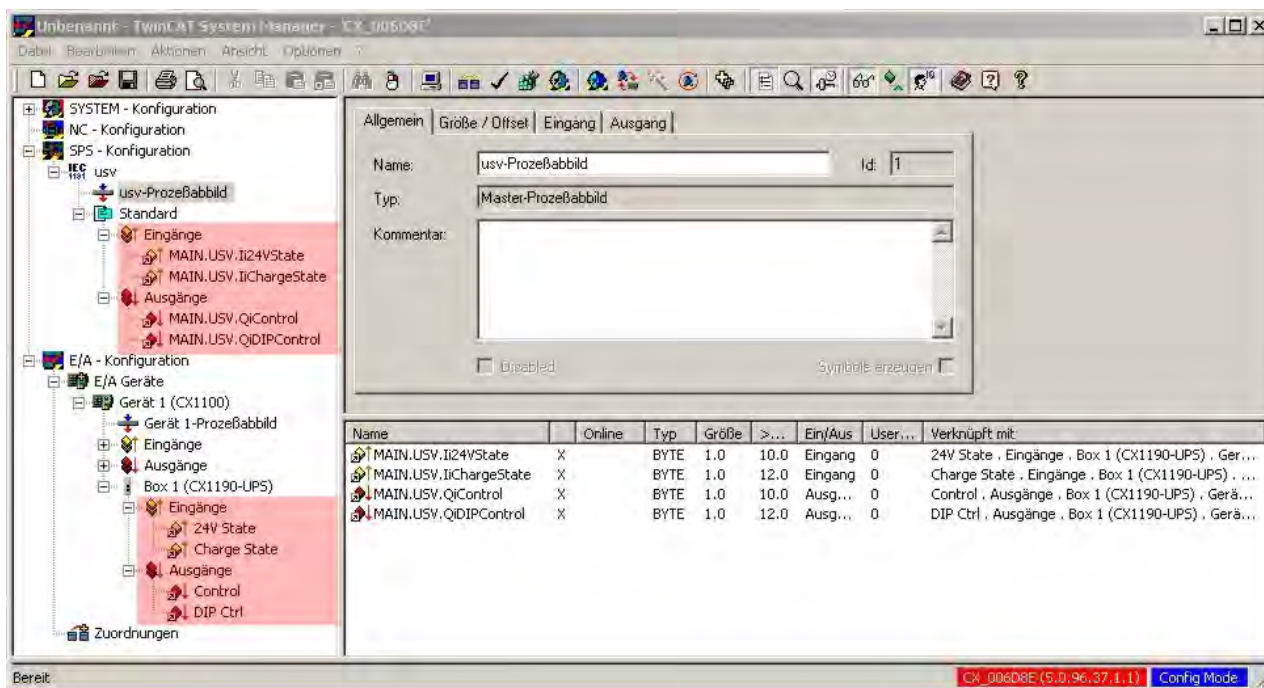 Unbenannt - TwinCAT System Manager - 'CX_006D8E'
Datei Bearbeiten Aktionen Ansicht Optionen ?
SYSTEM - Konfiguration
NC - Konfiguration
SPS - Konfiguration
IEC 1131 usv
usv-Prozeßabbild
Standard
Eingänge
MAIN.USV.Ii24VState
MAIN.USV.IiChargeState
Ausgänge
MAIN.USV.QiControl
MAIN.USV.QiDIPControl
E/A - Konfiguration
E/A Geräte
Gerät 1 (CX1100)
Gerät 1-Prozeßabbild
Eingänge
Ausgänge
Box 1 (CX1190-UPS)
Eingänge
24V State
Charge State
Ausgänge
Control
DIP Ctrl
Zuordnungen
Allgemein Größe / Offset Eingang Ausgang
Name: usv-Prozeßabbild Id: 1
Typ: Master-Prozeßabbild
Kommentar:
Disabled Symbole erzeugen
Name Online Typ Größe >... Ein/Aus User... Verknüpft mit
MAIN.USV.Ii24VState X BYTE 1.0 10.0 Eingang 0 24V State . Eingänge . Box 1 (CX1190-UPS) . Ger...
MAIN.USV.IiChargeState X BYTE 1.0 12.0 Eingang 0 Charge State . Eingänge . Box 1 (CX1190-UPS) . ...
MAIN.USV.QiControl X BYTE 1.0 10.0 Ausg... 0 Control . Ausgänge . Box 1 (CX1190-UPS) . Gerä...
MAIN.USV.QiDIPControl X BYTE 1.0 12.0 Ausg... 0 DIP Ctrl . Ausgänge . Box 1 (CX1190-UPS) . Gerä...
Bereit CX_006D8E (5.0.96.37.1.1) Config Mode